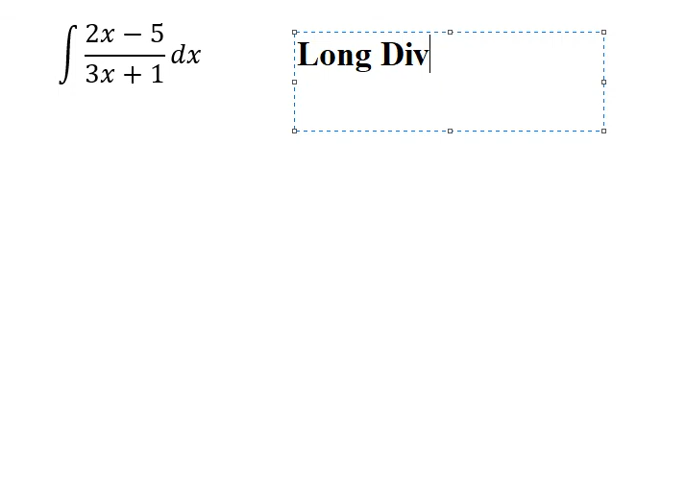 ∫ (2x − 5)/(3x + 1) dx
Long Div